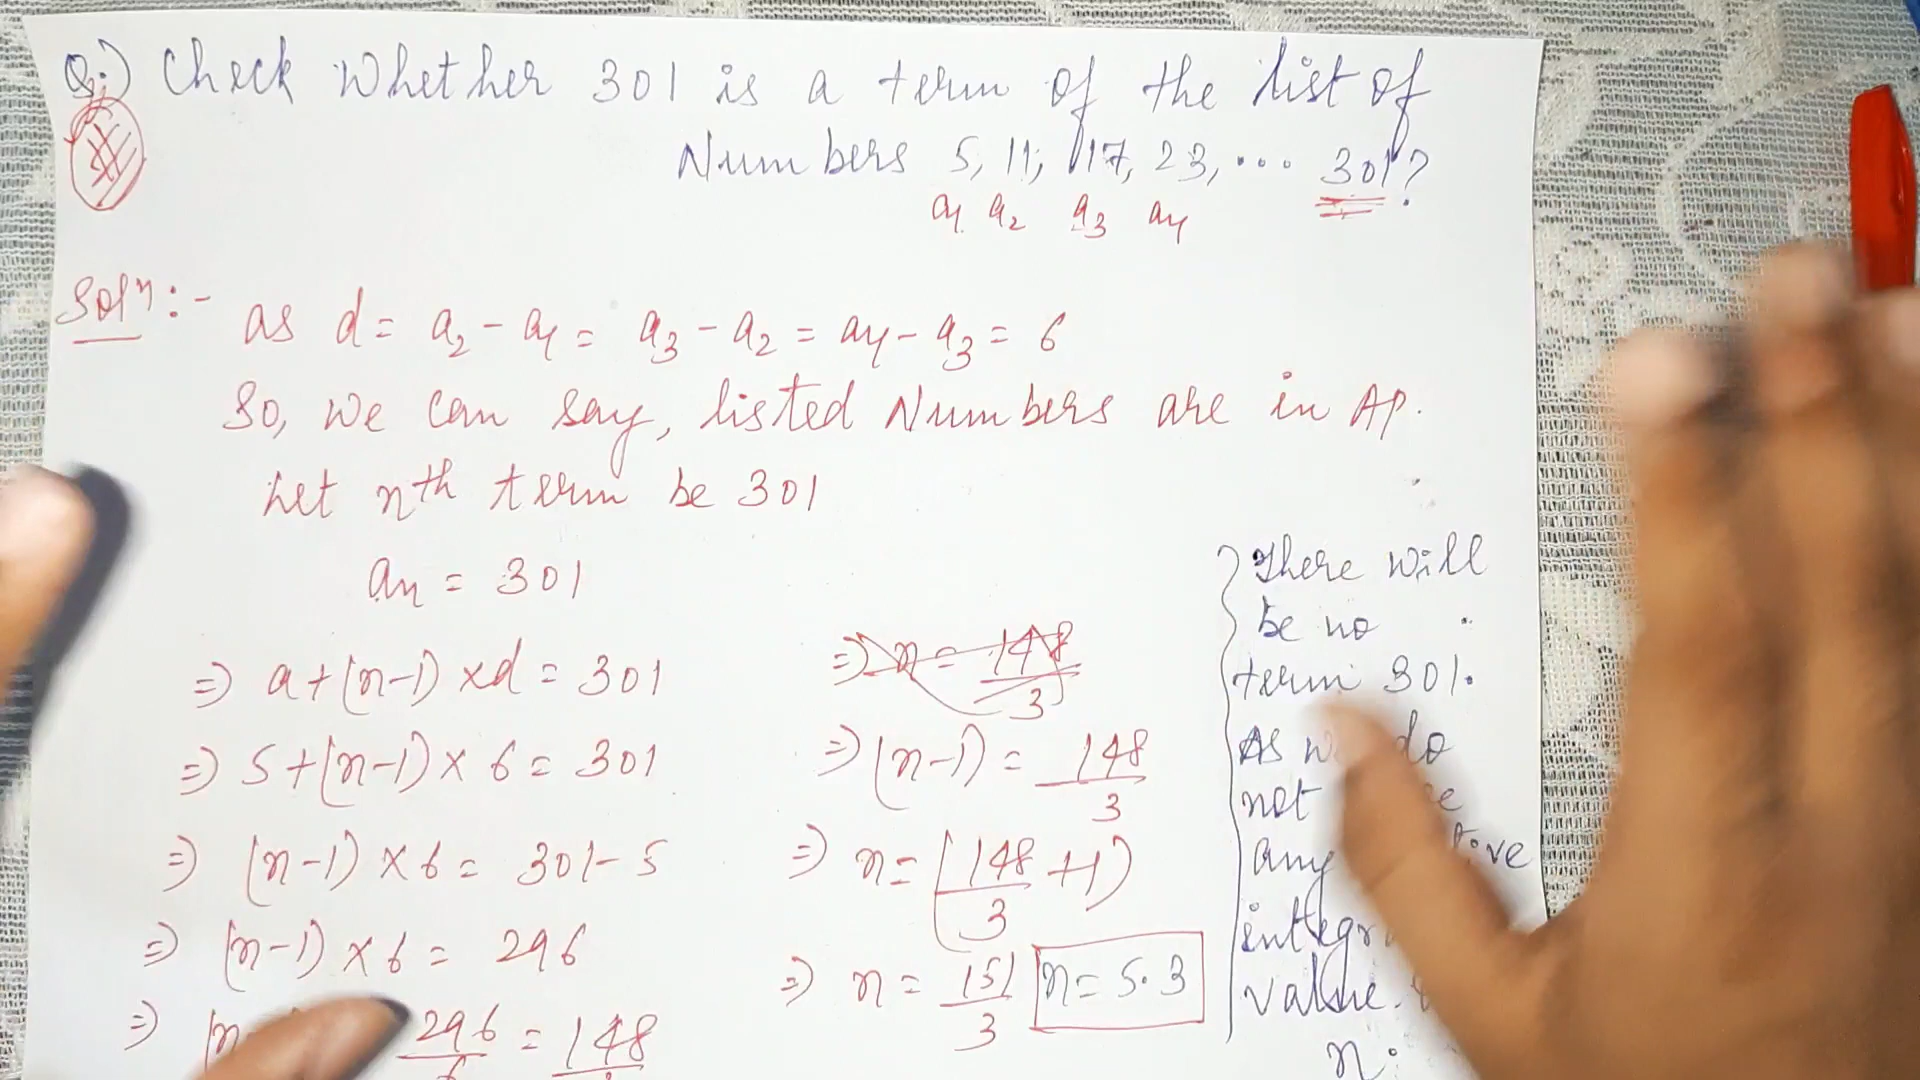 Q:) Check whether 301 is a term of the list of
Numbers 5, 11, 17, 23, ... 301?
a1 a2 a3 a4
Solⁿ:- as d = a2 - a1 = a3 - a2 = a4 - a3 = 6
So, we can say, listed Numbers are in AP.
Let nth term be 301
an = 301
=> a+(n-1)×d = 301
=> 5+(n-1)×6 = 301
=> (n-1)×6 = 301-5
=> (n-1)×6 = 296
=> 296 = 148
=> n = 148/3
=> (n-1) = 148/3
=> n = (148/3 +1)
=> n = 151/3 n = 5.3
There will
be no
term 301.
As do
not
any
value.
n